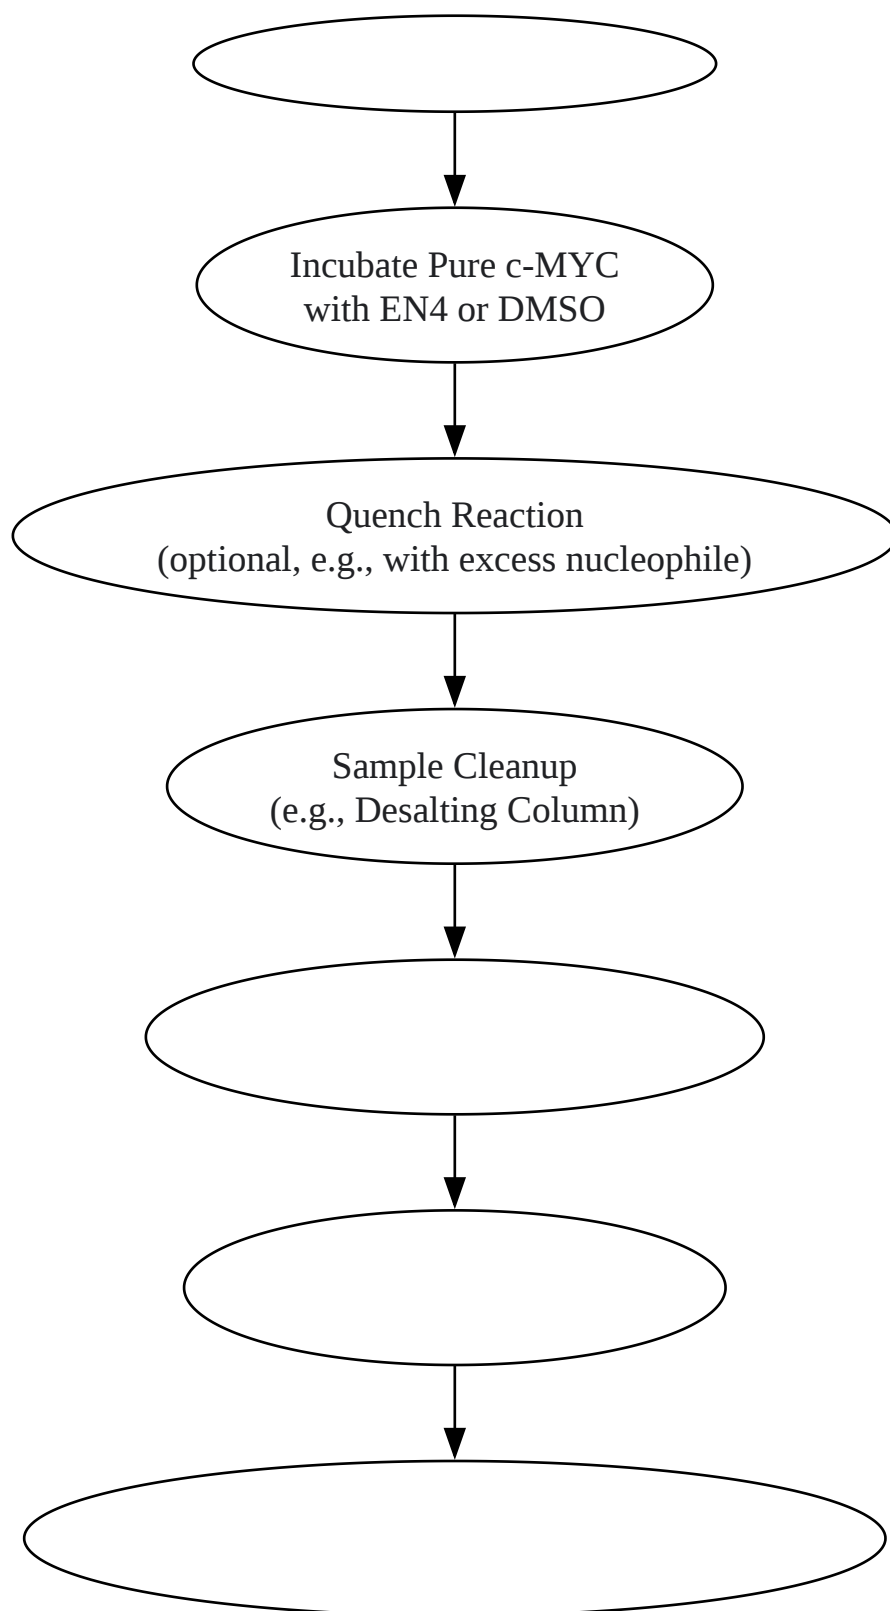 Incubate Pure c-MYC
with EN4 or DMSO
Quench Reaction
(optional, e.g., with excess nucleophile)
Sample Cleanup
(e.g., Desalting Column)